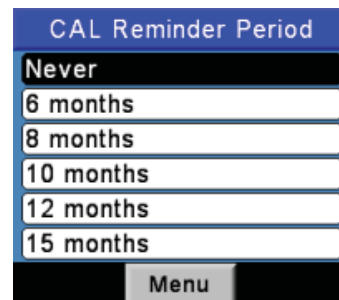 CAL Reminder Period
Never
6 months
8 months
10 months
12 months
15 months
Menu